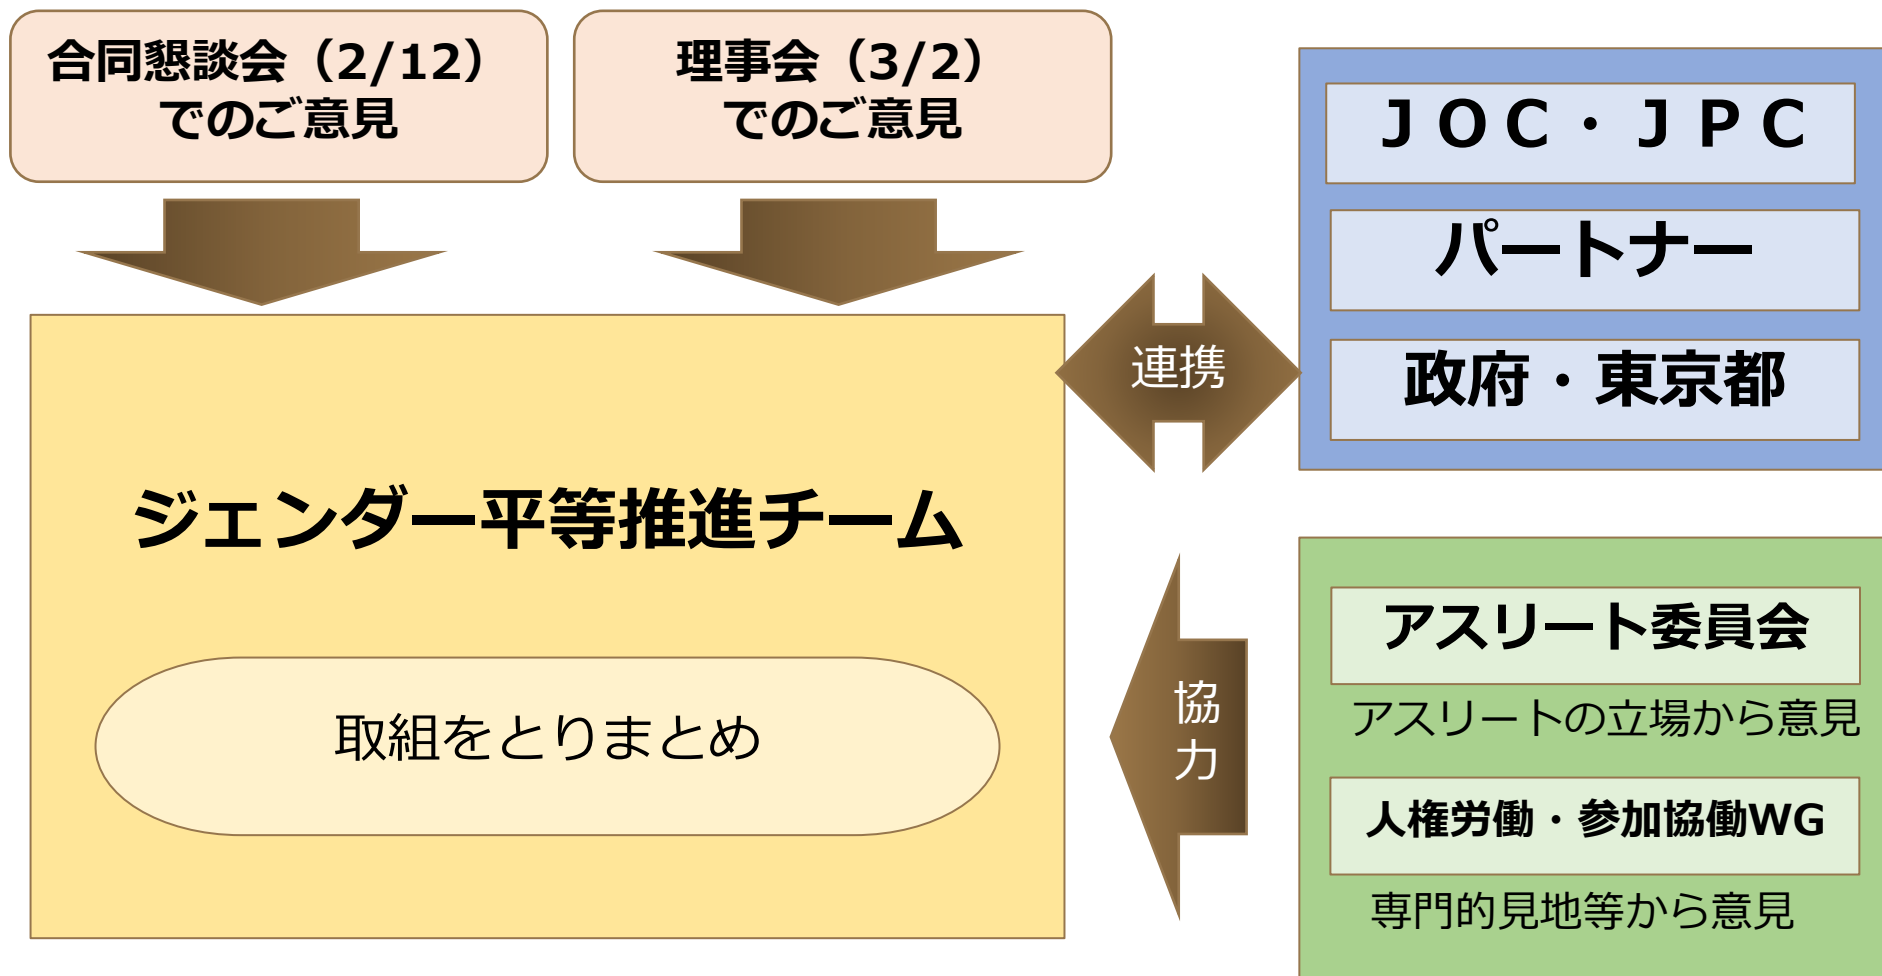 合同懇談会（2/12）
でのご意見
理事会（3/2）
でのご意見
ＪＯＣ・ＪＰＣ
パートナー
政府・東京都
連携
ジェンダー平等推進チーム
取組をとりまとめ
協
力
アスリート委員会
アスリートの立場から意見
人権労働・参加協働WG
専門的見地等から意見